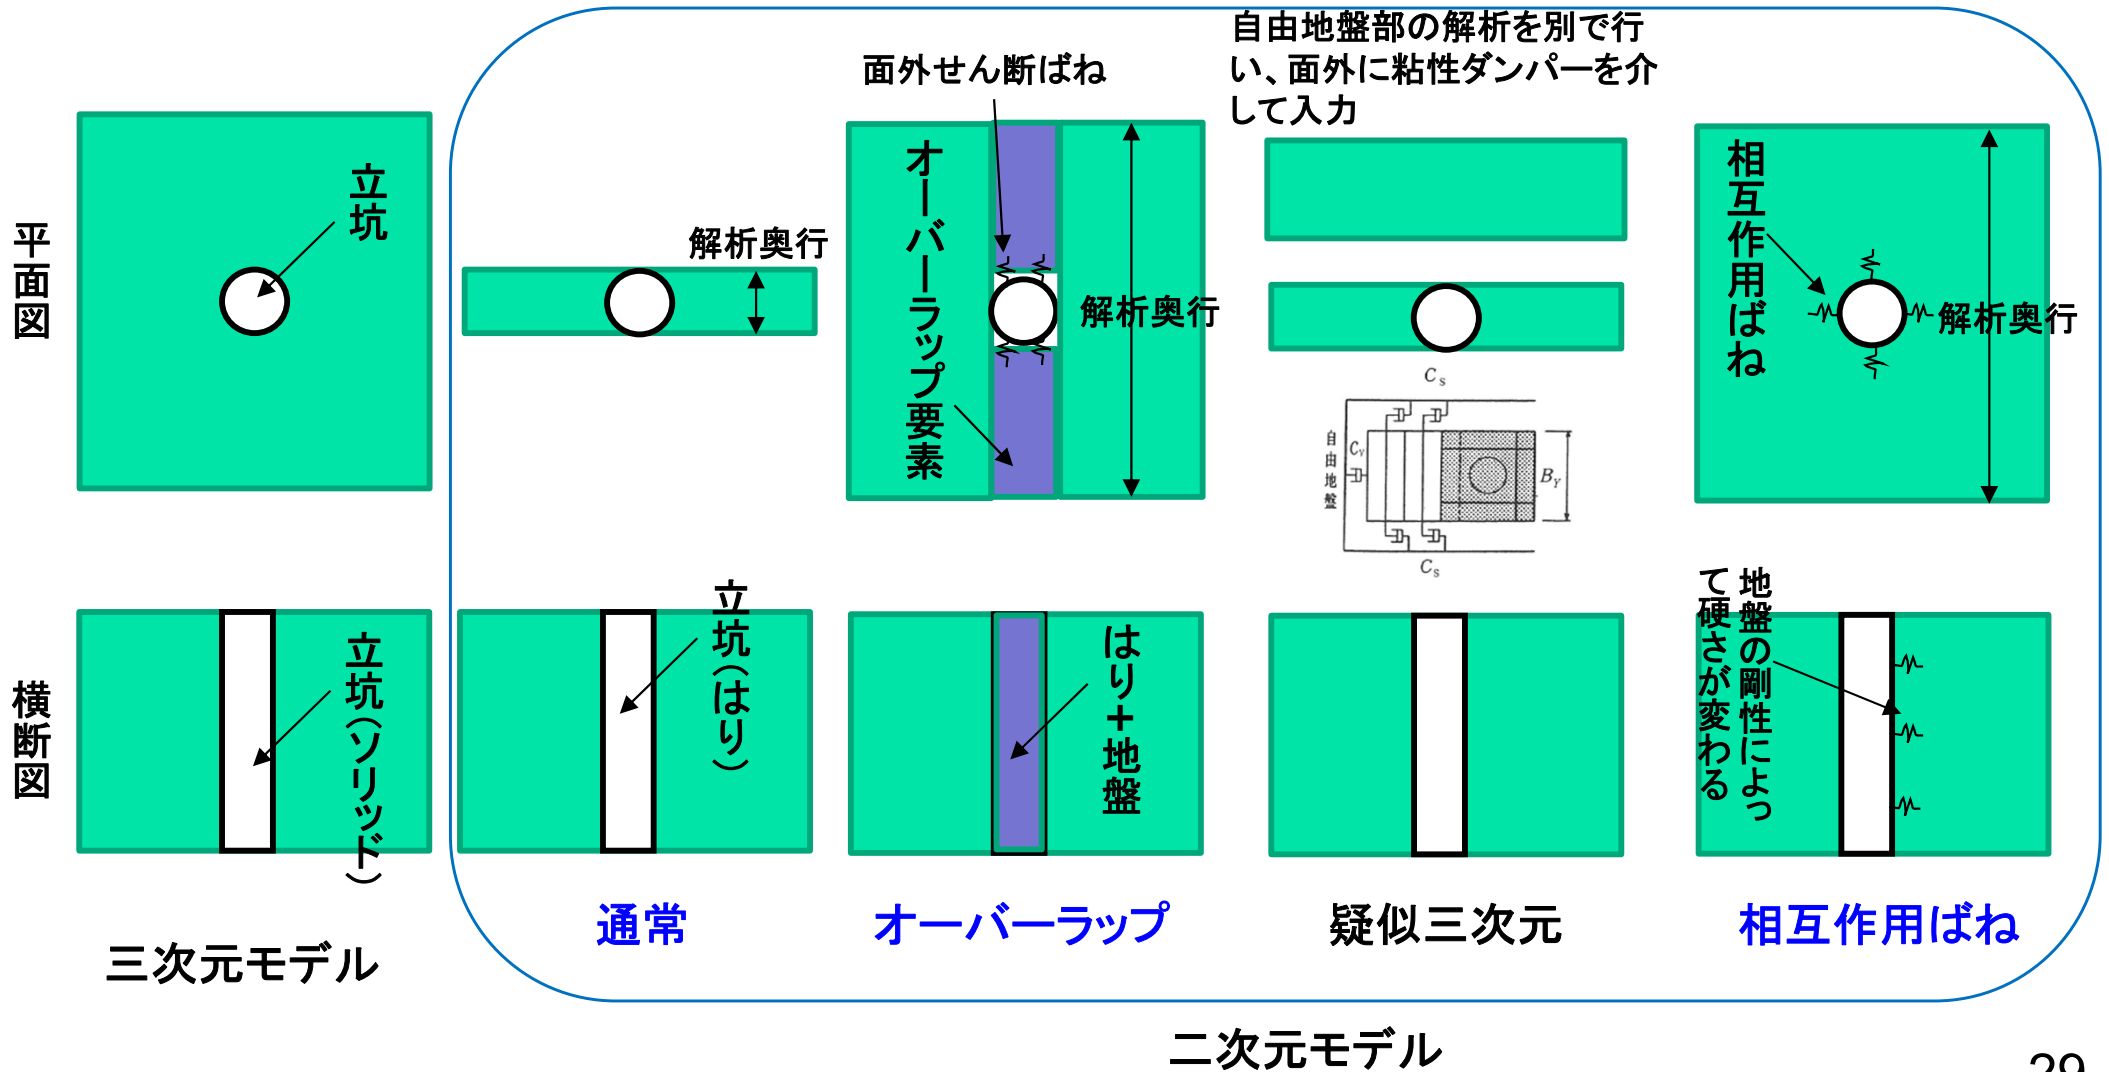 自由地盤部の解析を別で行
い、面外に粘性ダンパーを介
して入力
面外せん断ばね
平面図
立坑
解析奥行
オーバーラップ要素
解析奥行
相互作用ばね
解析奥行
Cs
自由地盤
CY
BY
Cs
横断図
立坑(ソリッド)
立坑(はり)
はり+地盤
地盤の剛性によっ
て硬さが変わる
通常
オーバーラップ
疑似三次元
相互作用ばね
三次元モデル
二次元モデル
29